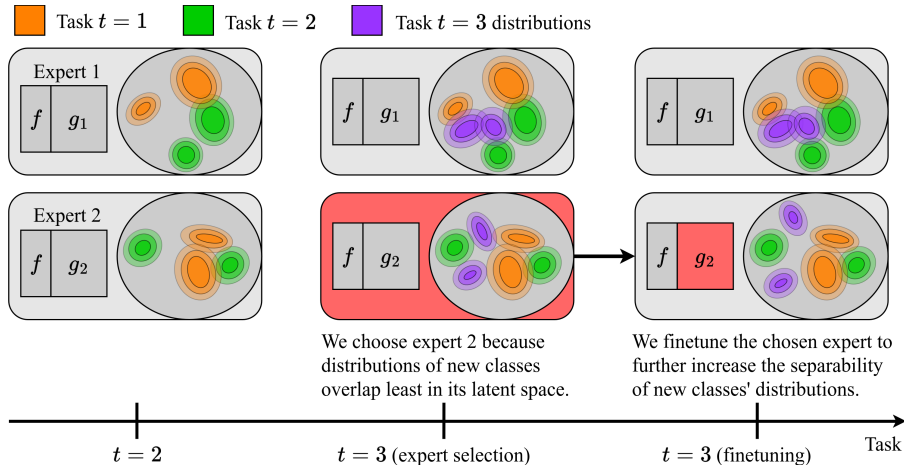 Task t = 1
Task t = 2
Task t = 3 distributions
Expert 1
f g₁
f g₁
f g₁
Expert 2
f g₂
f g₂
f g₂
We choose expert 2 because
distributions of new classes
overlap least in its latent space.
We finetune the chosen expert to
further increase the separability
of new classes' distributions.
Task
t = 2
t = 3 (expert selection)
t = 3 (finetuning)